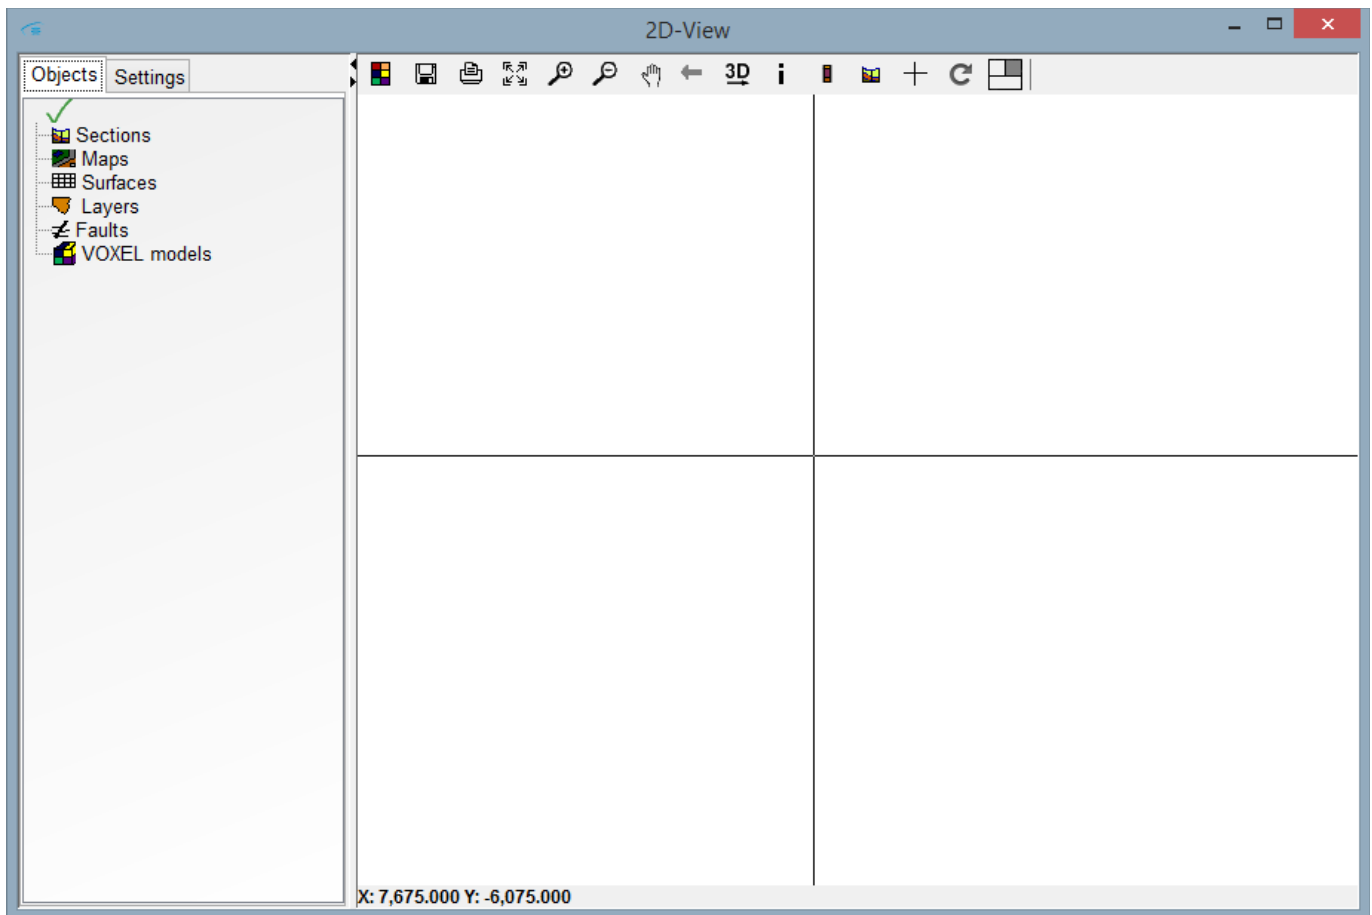 2D-View
Objects Settings
3D i
Sections
Maps
Surfaces
Layers
Faults
VOXEL models
X: 7,675.000 Y: -6,075.000